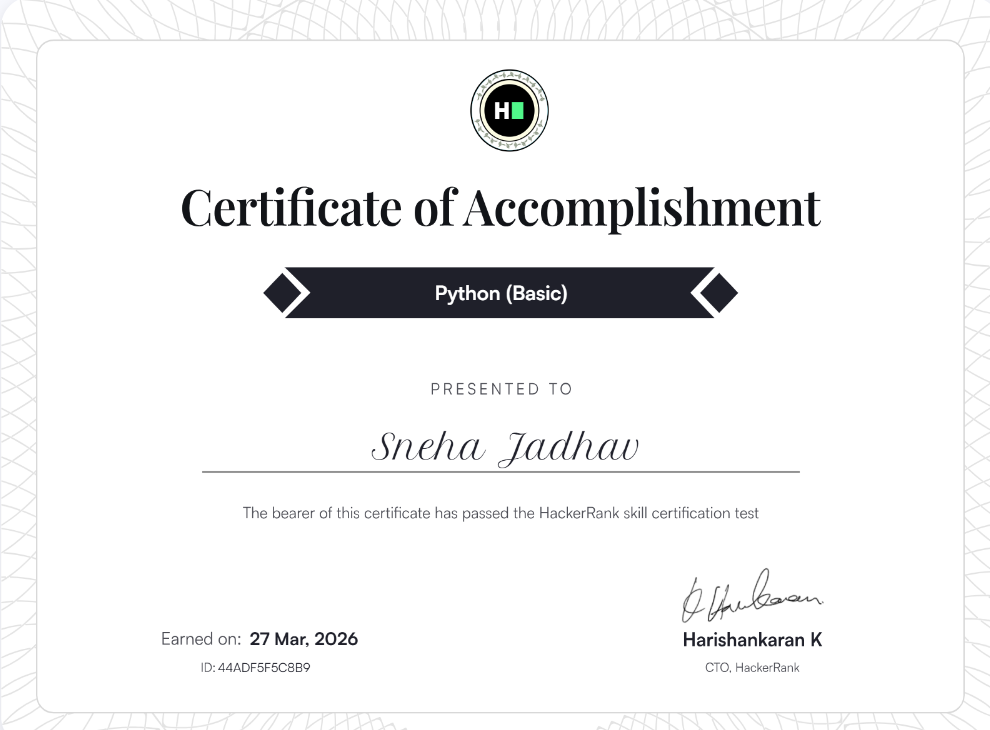 H
Certificate of Accomplishment
Python (Basic)
PRESENTED TO
Sneha Jadhav
The bearer of this certificate has passed the HackerRank skill certification test
Earned on: 27 Mar, 2026
ID: 44ADF5F5C8B9
Harishankaran K
CTO, HackerRank